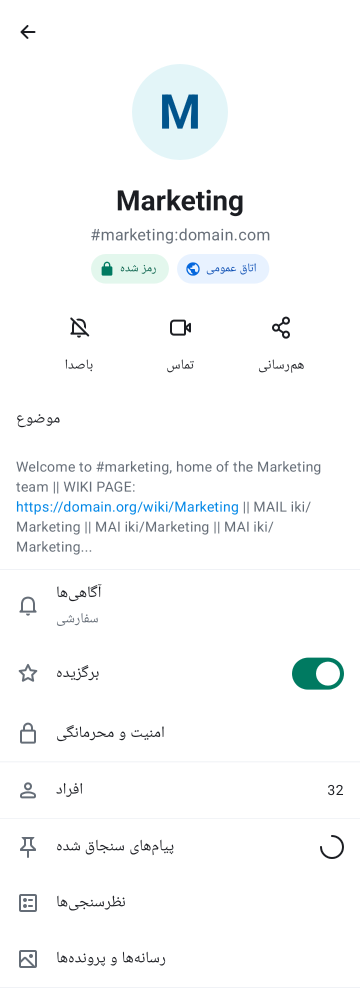 M
Marketing
#marketing:domain.com
رمز شده
اتاق عمومی
باصدا
تماس
هم‌رسانی
موضوع
Welcome to #marketing, home of the Marketing
team || WIKI PAGE:
https://domain.org/wiki/Marketing || MAIL iki/
Marketing || MAI iki/Marketing || MAI iki/
Marketing...
آگاهی‌ها
سفارشی
برگزیده
امنیت و محرمانگی
افراد
32
پیام‌های سنجاق شده
نظرسنجی‌ها
رسانه‌ها و پرونده‌ها